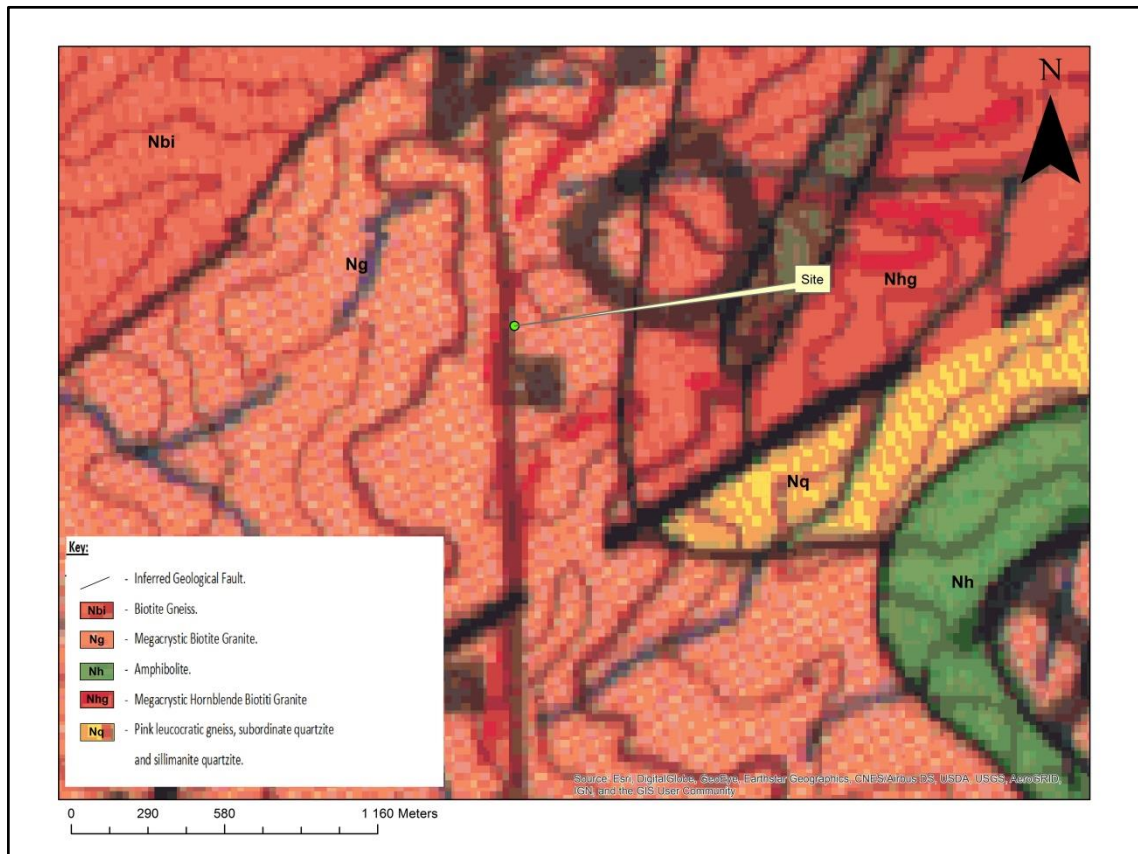 N
Nbi
Ng
Site
Nhg
Nq
Nh
Key:
- Inferred Geological Fault.
Nbi - Biotite Gneiss.
Ng - Megacrystic Biotite Granite.
Nh - Amphibolite.
Nhg - Megacrystic Hornblende Biotiti Granite
Nq - Pink leucocratic gneiss, subordinate quartzite
and sillimanite quartzite.
Source: Esri, DigitalGlobe, GeoEye, Earthstar Geographics, CNES/Airbus DS, USDA, USGS, AeroGRID,
IGN, and the GIS User Community
0 290 580 1 160 Meters